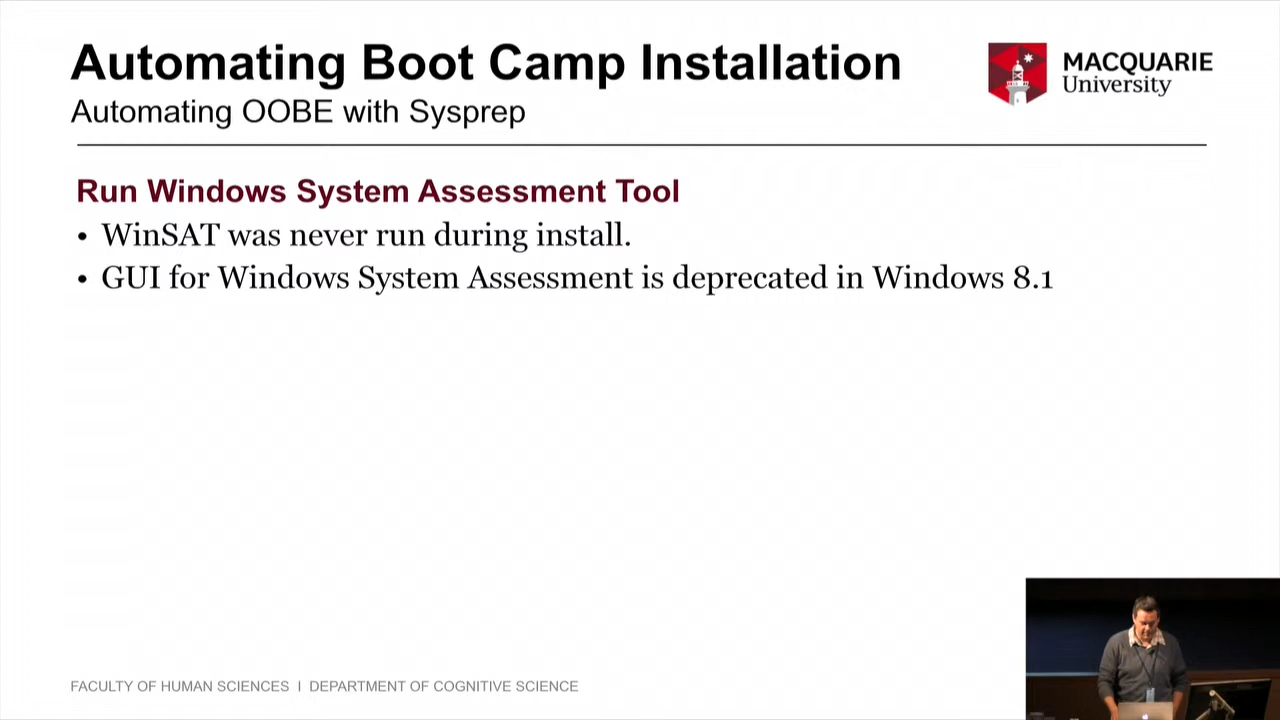 Automating Boot Camp Installation
Automating OOBE with Sysprep
MACQUARIE
University
Run Windows System Assessment Tool
• WinSAT was never run during install.
• GUI for Windows System Assessment is deprecated in Windows 8.1
FACULTY OF HUMAN SCIENCES I DEPARTMENT OF COGNITIVE SCIENCE